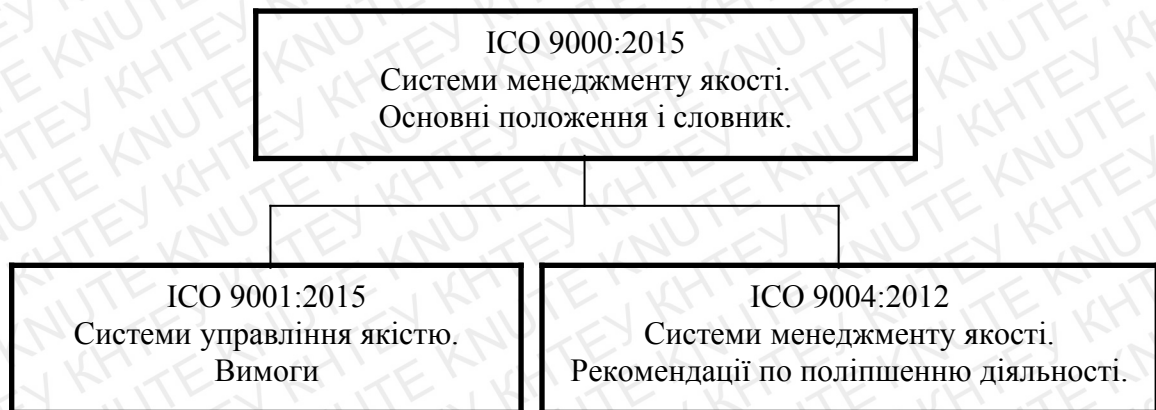 ІСО 9000:2015
Системи менеджменту якості.
Основні положення і словник.
ІСО 9001:2015
Системи управління якістю.
Вимоги
ІСО 9004:2012
Системи менеджменту якості.
Рекомендації по поліпшенню діяльності.